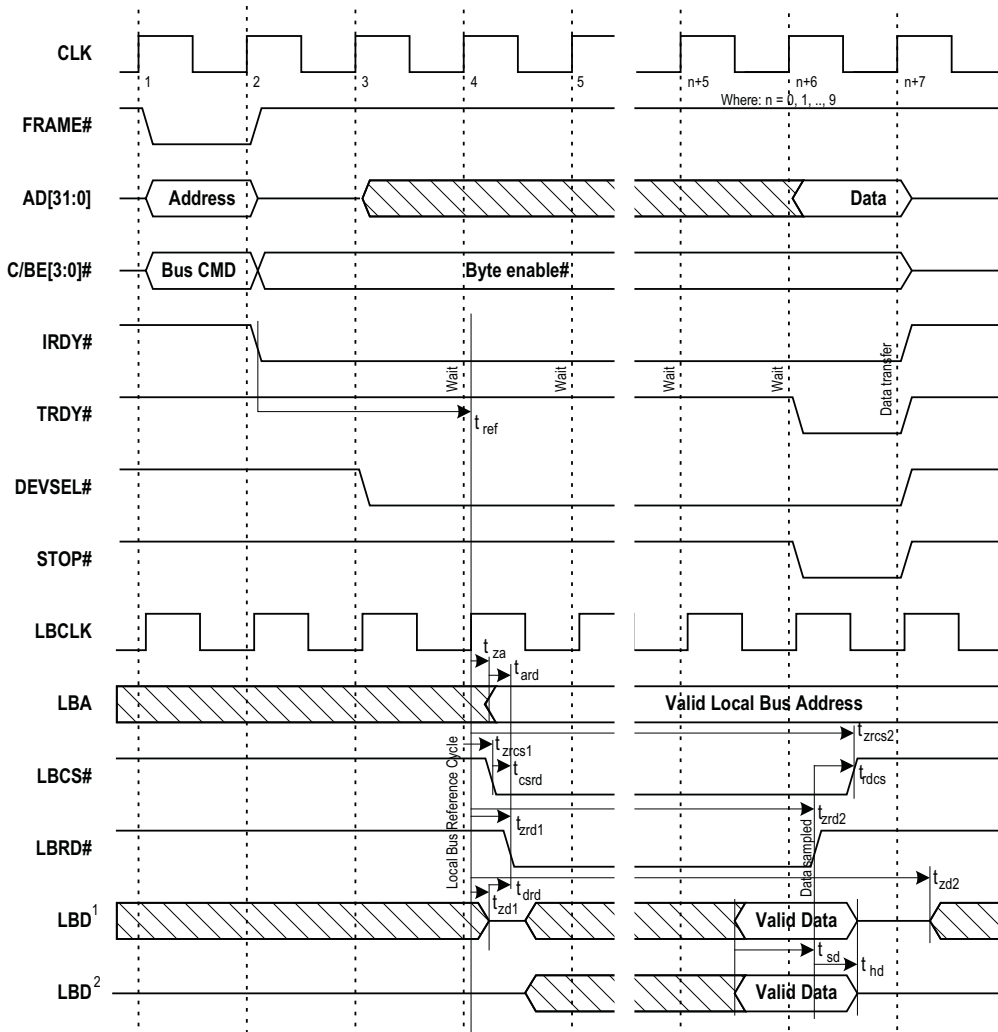 CLK
1 2 3 4 5 n+5 n+6 n+7
Where: n = 0, 1, .., 9
FRAME#
AD[31:0] Address Data
C/BE[3:0]# Bus CMD Byte enable#
IRDY#
Wait Wait Wait Wait Data transfer
TRDY#
t ref
DEVSEL#
STOP#
LBCLK
t za
t ard
LBA Valid Local Bus Address
t zrcs2
t zrcs1
LBCS# t csrd t rdcs
Local Bus Reference Cycle
t zrd1 t zrd2
LBRD#
Data sampled
t drd t zd2
t zd1
LBD1 Valid Data
t sd t hd
LBD2 Valid Data